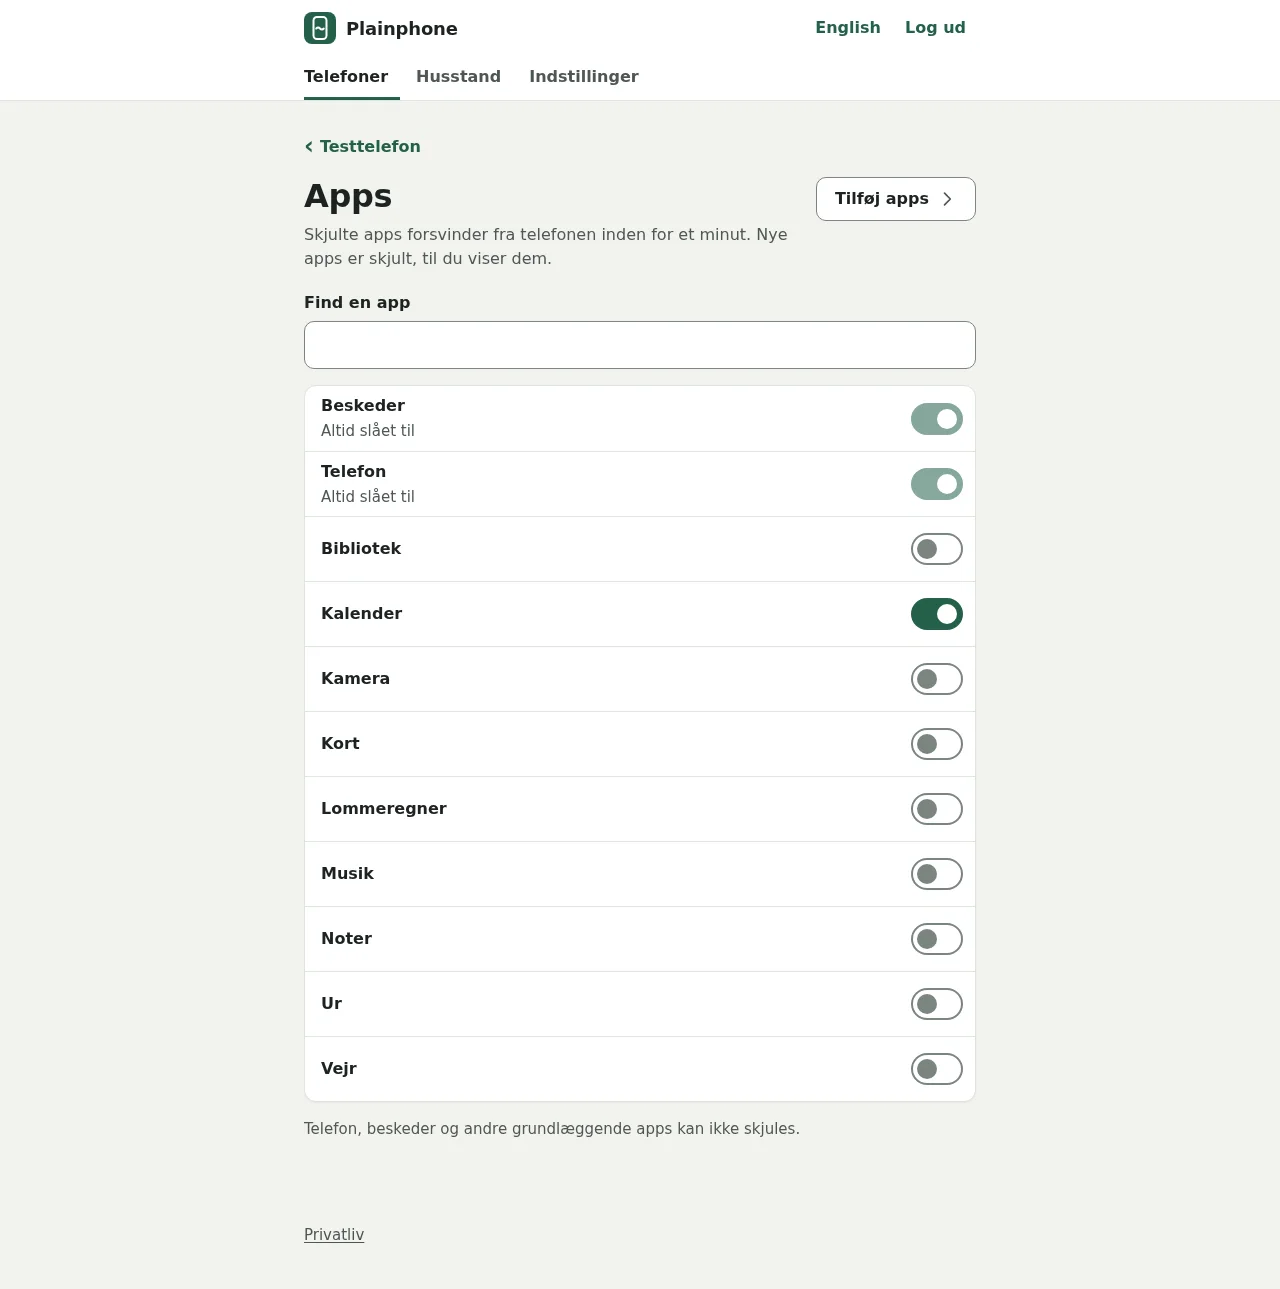 Plainphone
English
Log ud
Telefoner
Husstand
Indstillinger
Testtelefon
Apps
Tilføj apps
Skjulte apps forsvinder fra telefonen inden for et minut. Nye
apps er skjult, til du viser dem.
Find en app
Beskeder
Altid slået til
Telefon
Altid slået til
Bibliotek
Kalender
Kamera
Kort
Lommeregner
Musik
Noter
Ur
Vejr
Telefon, beskeder og andre grundlæggende apps kan ikke skjules.
Privatliv